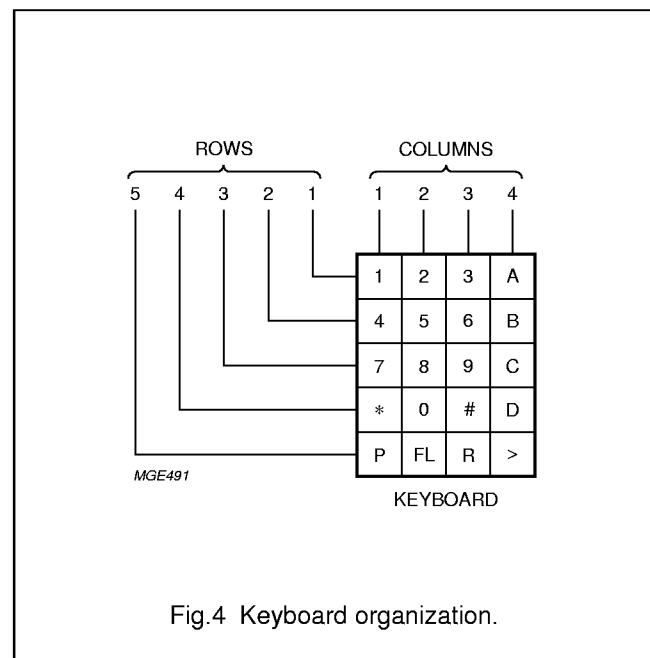 ROWS COLUMNS
5 4 3 2 1 1 2 3 4
1 2 3 A
4 5 6 B
7 8 9 C
* 0 # D
P FL R >
MGE491
KEYBOARD
Fig.4 Keyboard organization.